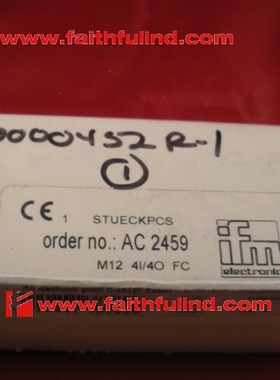 www.faithfulind.com
0000452 R-1
1
CE 1 STUECKPCS
order no.: AC 2459
M12 4I/4O FC
ifm
electronic
www.faithfulind.com